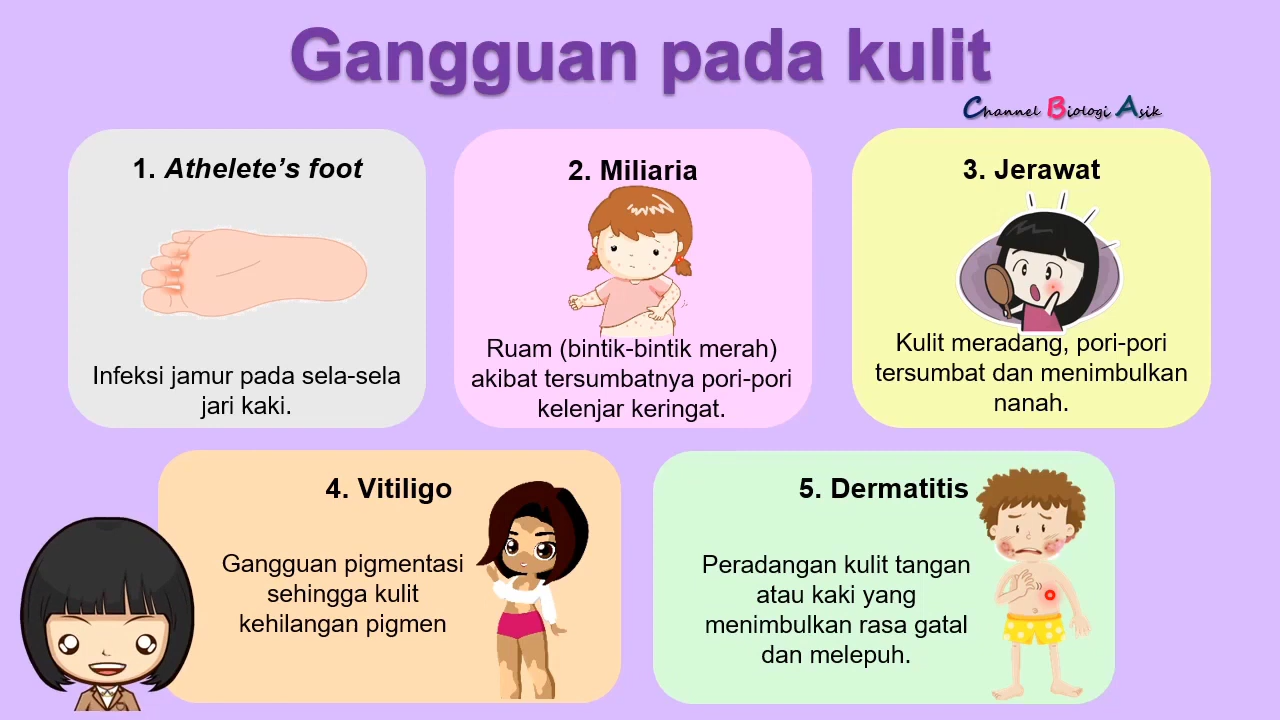 Gangguan pada kulit
Channel Biologi Asik
1. Athelete's foot
Infeksi jamur pada sela-sela
jari kaki.
2. Miliaria
Ruam (bintik-bintik merah)
akibat tersumbatnya pori-pori
kelenjar keringat.
3. Jerawat
Kulit meradang, pori-pori
tersumbat dan menimbulkan
nanah.
4. Vitiligo
Gangguan pigmentasi
sehingga kulit
kehilangan pigmen
5. Dermatitis
Peradangan kulit tangan
atau kaki yang
menimbulkan rasa gatal
dan melepuh.